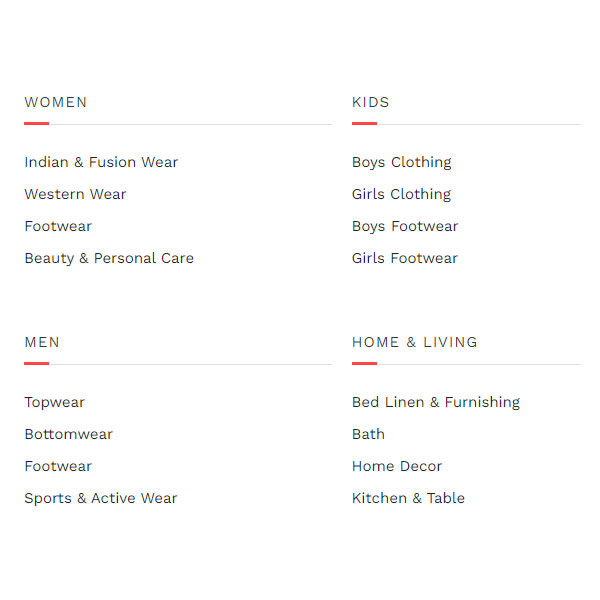 WOMEN
Indian & Fusion Wear
Western Wear
Footwear
Beauty & Personal Care
KIDS
Boys Clothing
Girls Clothing
Boys Footwear
Girls Footwear
MEN
Topwear
Bottomwear
Footwear
Sports & Active Wear
HOME & LIVING
Bed Linen & Furnishing
Bath
Home Decor
Kitchen & Table